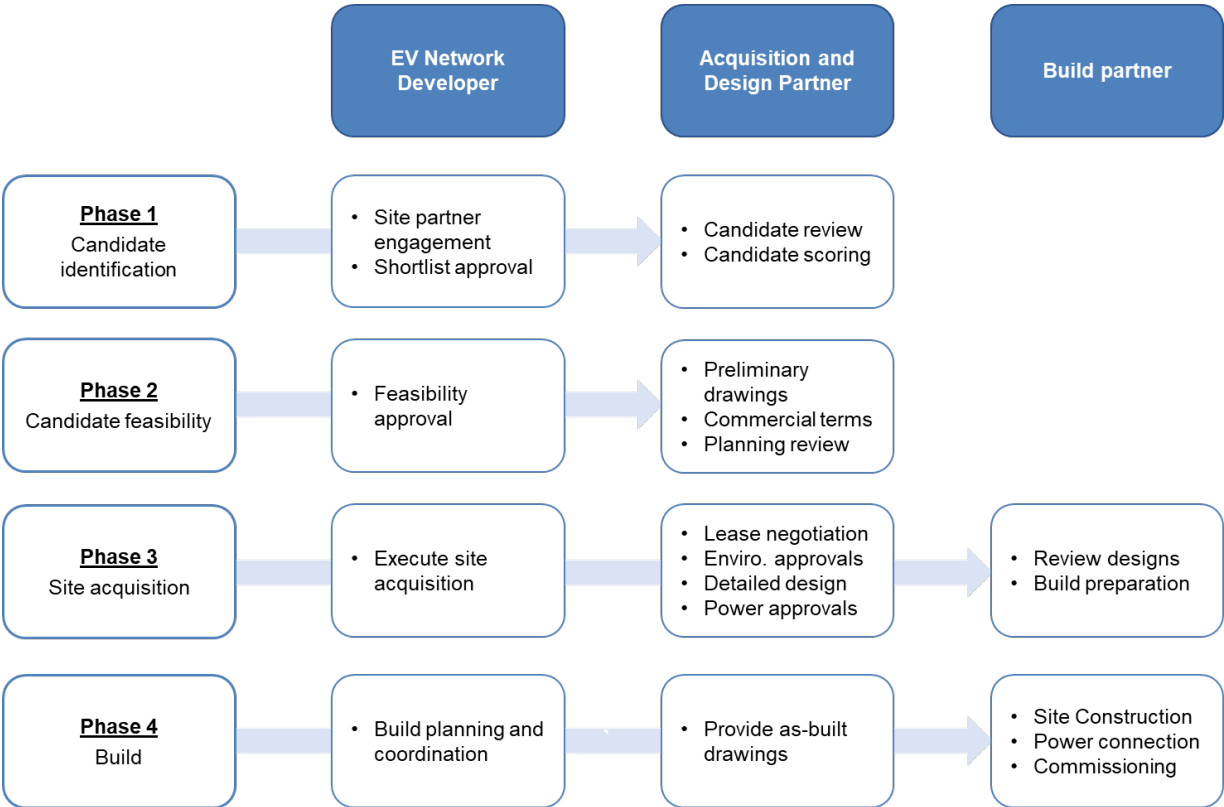 EV Network
Developer
Acquisition and
Design Partner
Build partner
Phase 1
Candidate
identification
• Site partner
engagement
• Shortlist approval
• Candidate review
• Candidate scoring
Phase 2
Candidate feasibility
• Feasibility
approval
• Preliminary
drawings
• Commercial terms
• Planning review
Phase 3
Site acquisition
• Execute site
acquisition
• Lease negotiation
• Enviro. approvals
• Detailed design
• Power approvals
• Review designs
• Build preparation
Phase 4
Build
• Build planning and
coordination
• Provide as-built
drawings
• Site Construction
• Power connection
• Commissioning